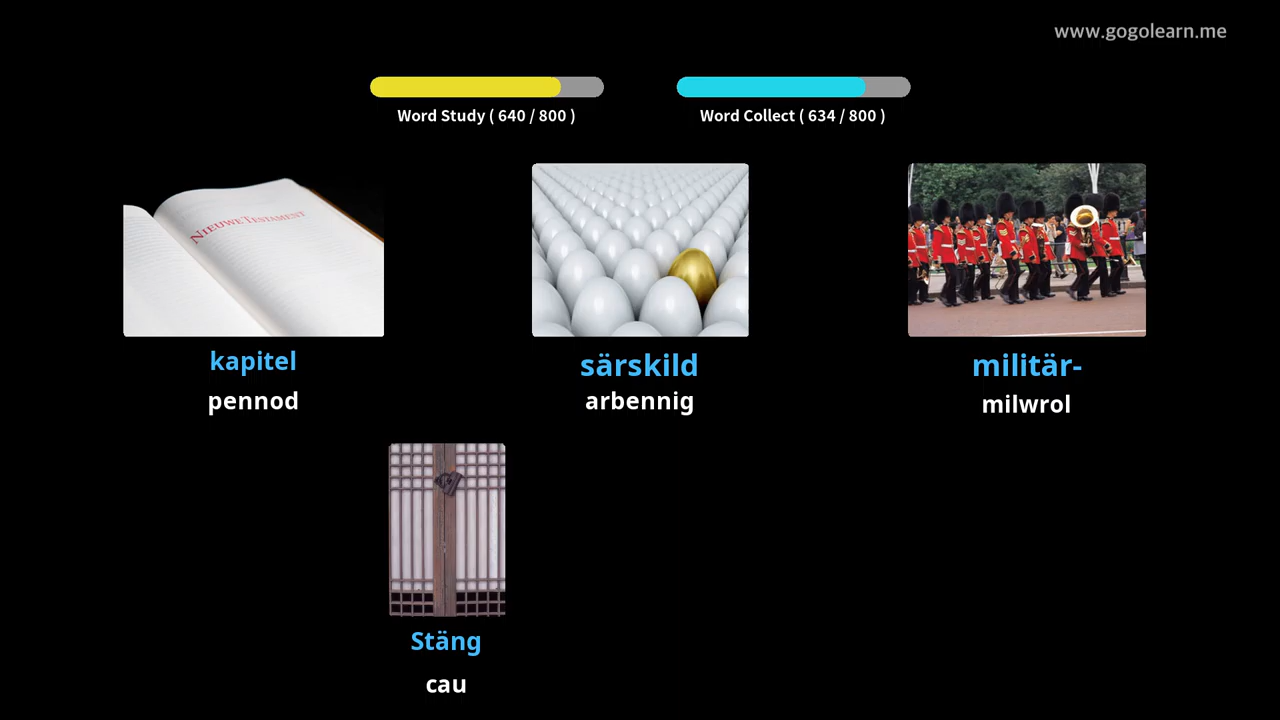 www.gogolearn.me
Word Study ( 640 / 800 )
Word Collect ( 634 / 800 )
NIEUWE TESTAMENT
kapitel
pennod
särskild
arbennig
militär-
milwrol
Stäng
cau